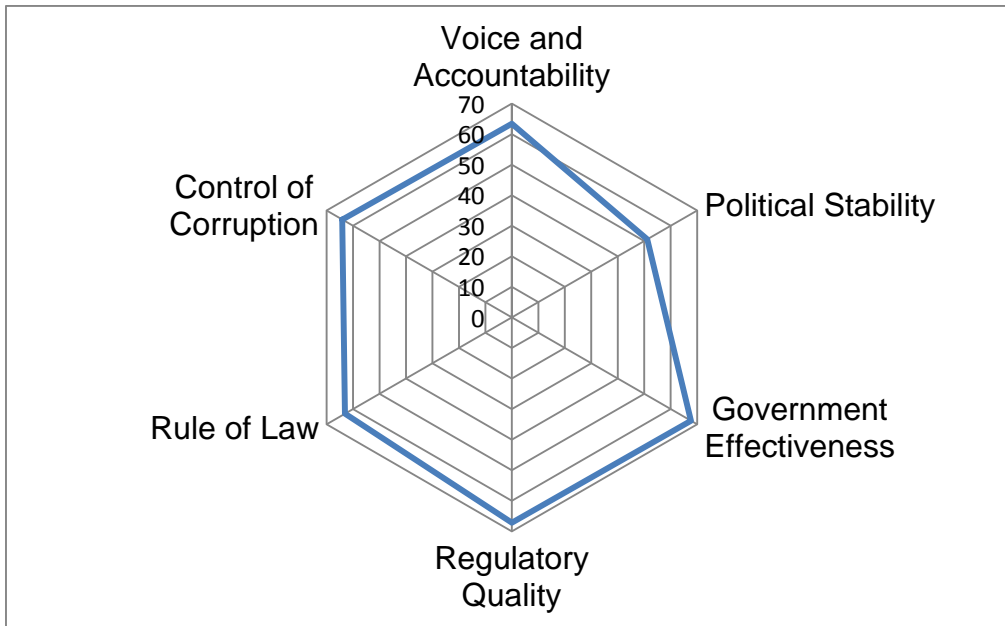 Voice and
Accountability
70
60
50
40
30
20
10
0
Political Stability
Government
Effectiveness
Regulatory
Quality
Rule of Law
Control of
Corruption